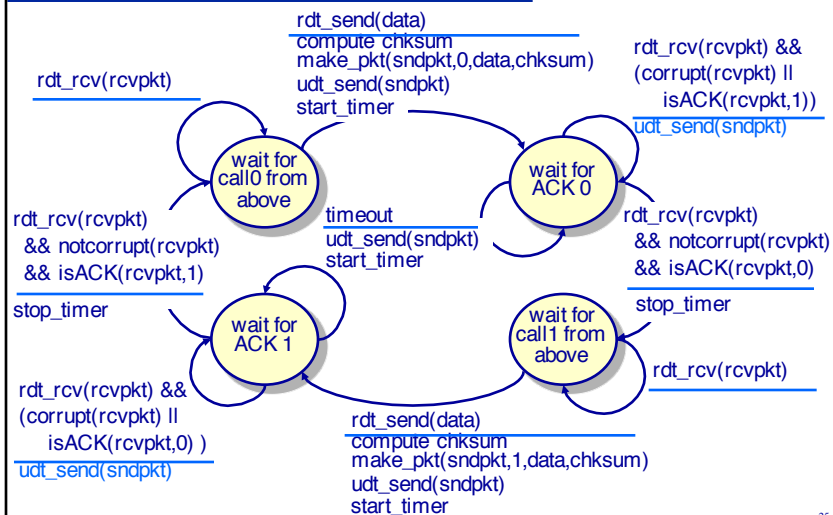 rdt_send(data)
compute chksum
make_pkt(sndpkt,0,data,chksum)
udt_send(sndpkt)
start_timer
rdt_rcv(rcvpkt)
rdt_rcv(rcvpkt) &&
(corrupt(rcvpkt) ||
isACK(rcvpkt,1))
udt_send(sndpkt)
wait for
call0 from
above
wait for
ACK 0
rdt_rcv(rcvpkt)
&& notcorrupt(rcvpkt)
&& isACK(rcvpkt,1)
stop_timer
timeout
udt_send(sndpkt)
start_timer
rdt_rcv(rcvpkt)
&& notcorrupt(rcvpkt)
&& isACK(rcvpkt,0)
stop_timer
wait for
ACK 1
wait for
call1 from
above
rdt_rcv(rcvpkt)
rdt_rcv(rcvpkt) &&
(corrupt(rcvpkt) ||
isACK(rcvpkt,0) )
udt_send(sndpkt)
rdt_send(data)
compute chksum
make_pkt(sndpkt,1,data,chksum)
udt_send(sndpkt)
start_timer